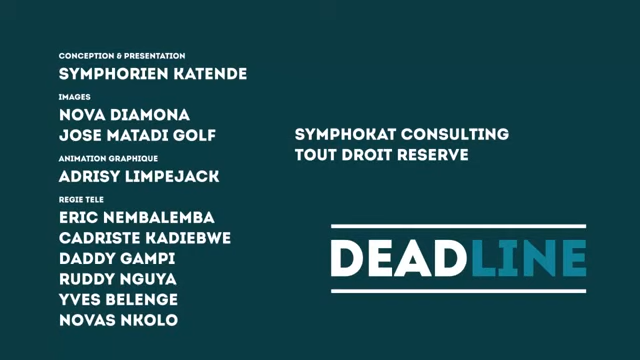 CONCEPTION & PRESENTATION
SYMPHORIEN KATENDE
IMAGES
NOVA DIAMONA
JOSE MATADI GOLF
ANIMATION GRAPHIQUE
ADRISY LIMPEJACK
REGIE TELE
ERIC NEMBALEMBA
CADRISTE KADIEBWE
DADDY GAMPI
RUDDY NGUYA
YVES BELENGE
NOVAS NKOLO
SYMPHOKAT CONSULTING
TOUT DROIT RESERVE
DEADLINE